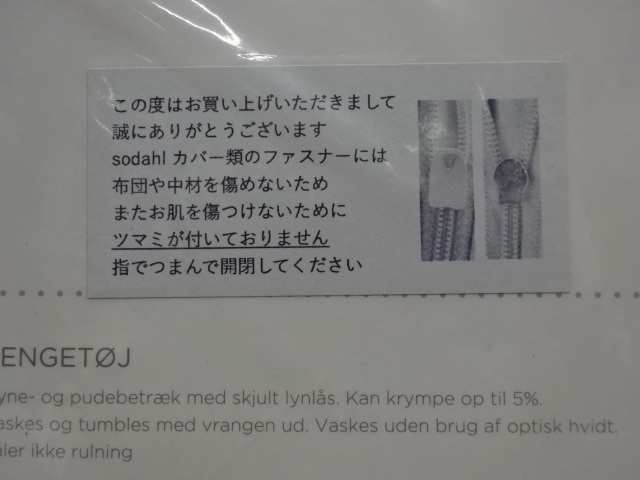 この度はお買い上げいただきまして
誠にありがとうございます
sodahl カバー類のファスナーには
布団や中材を傷めないため
またお肌を傷つけないために
ツマミが付いておりません
指でつまんで開閉してください
ENGETØJ
yne- og pudebetræk med skjult lynlås. Kan krympe op til 5%.
askes og tumbles med vrangen ud. Vaskes uden brug af optisk hvidt.
åler ikke rulning